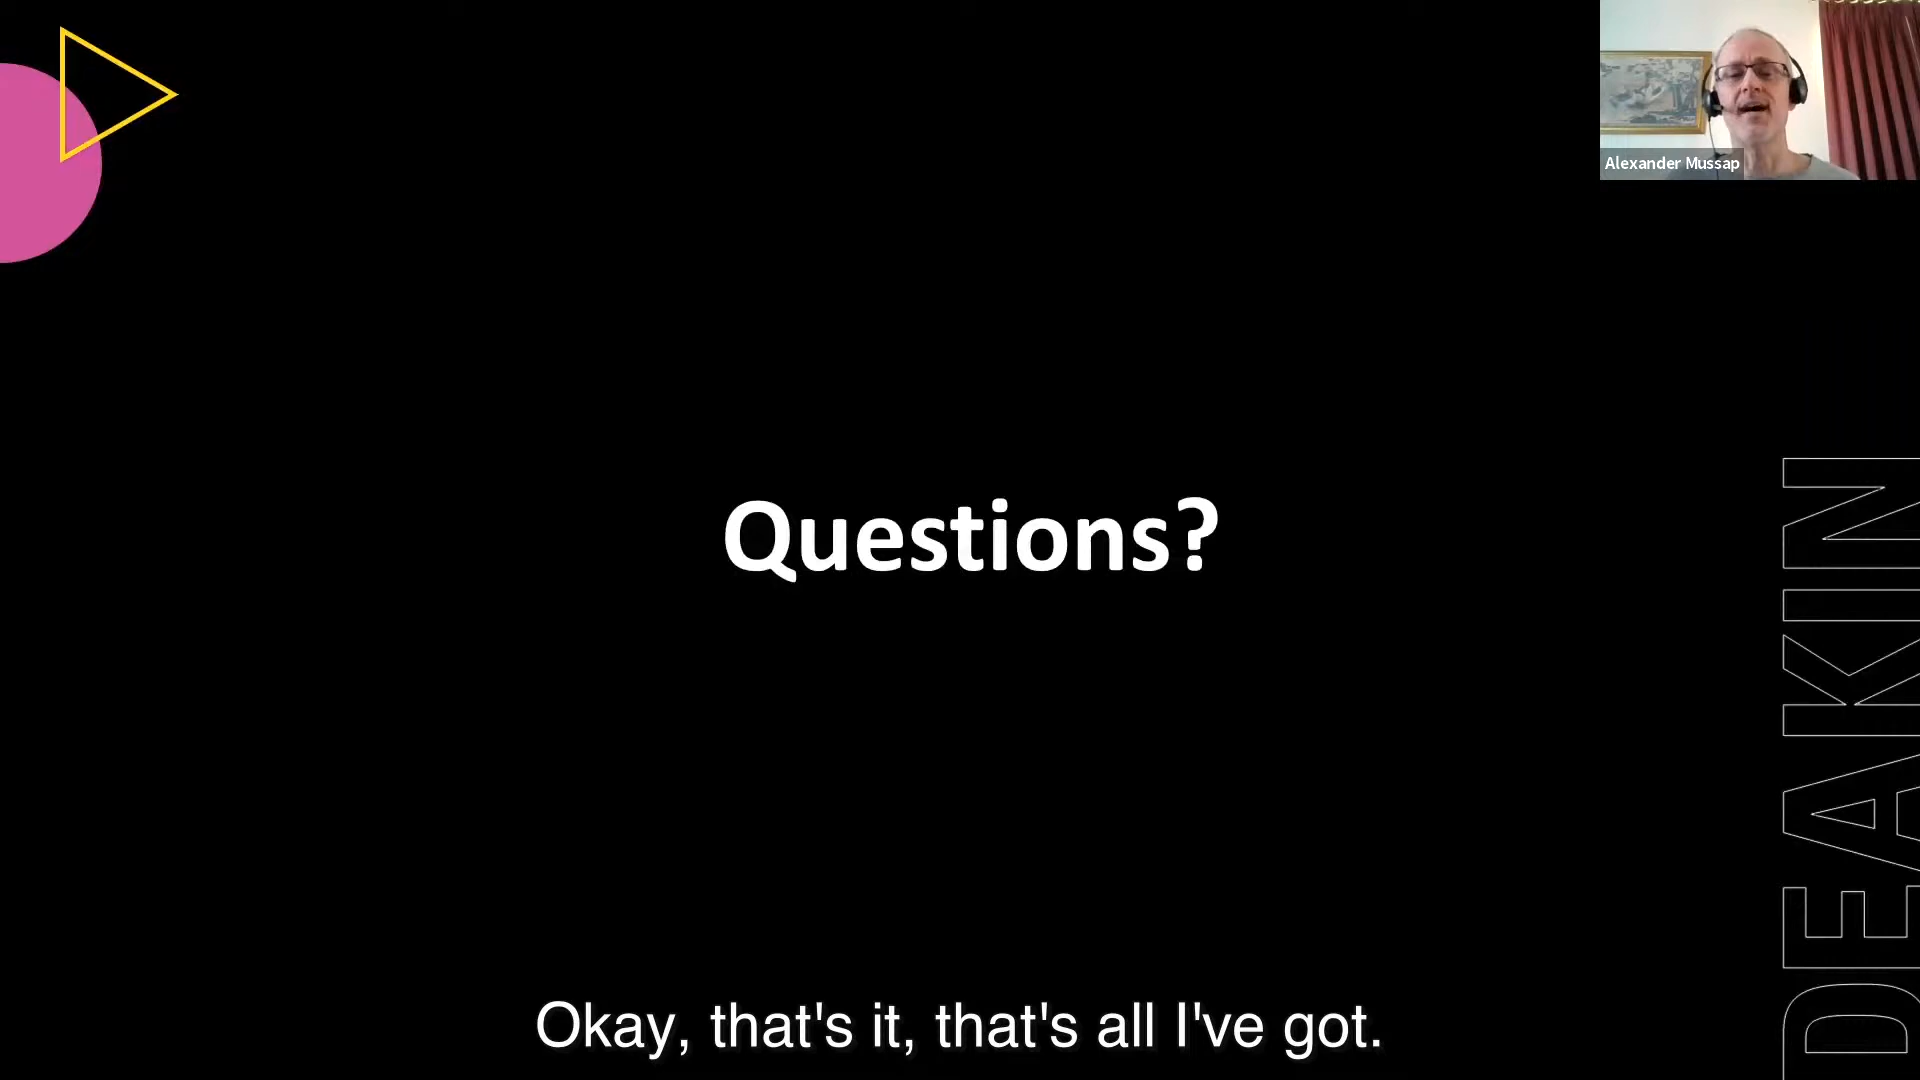 Alexander Mussap
Questions?
DEAKIN
Okay, that's it, that's all I've got.